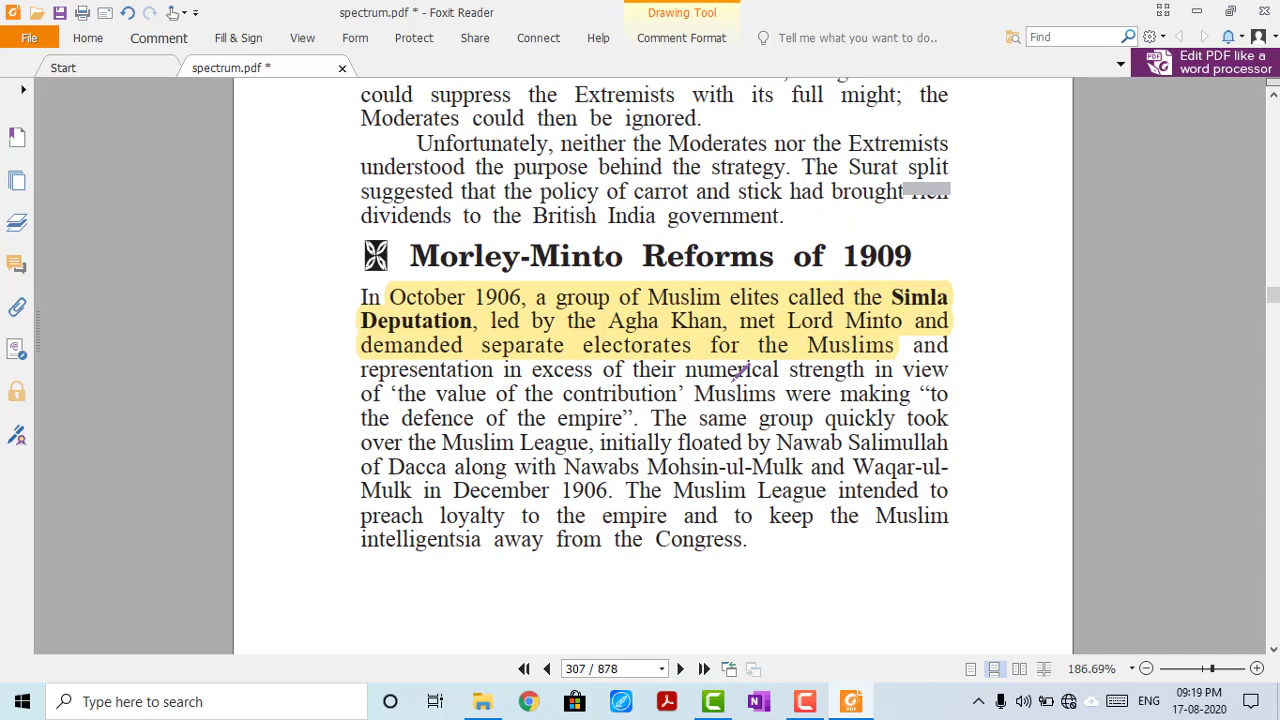 spectrum.pdf * - Foxit Reader
Drawing Tool
File Home Comment Fill & Sign View Form Protect Share Connect Help Comment Format Tell me what you want to do.. Find
Start spectrum.pdf *
Edit PDF like a
word processor
could suppress the Extremists with its full might; the
Moderates could then be ignored.
Unfortunately, neither the Moderates nor the Extremists
understood the purpose behind the strategy. The Surat split
suggested that the policy of carrot and stick had brought rich
dividends to the British India government.
Morley-Minto Reforms of 1909
In October 1906, a group of Muslim elites called the Simla
Deputation, led by the Agha Khan, met Lord Minto and
demanded separate electorates for the Muslims and
representation in excess of their numerical strength in view
of ‘the value of the contribution’ Muslims were making “to
the defence of the empire”. The same group quickly took
over the Muslim League, initially floated by Nawab Salimullah
of Dacca along with Nawabs Mohsin-ul-Mulk and Waqar-ul-
Mulk in December 1906. The Muslim League intended to
preach loyalty to the empire and to keep the Muslim
intelligentsia away from the Congress.
307 / 878 186.69%
Type here to search ENG 09:19 PM
17-08-2020